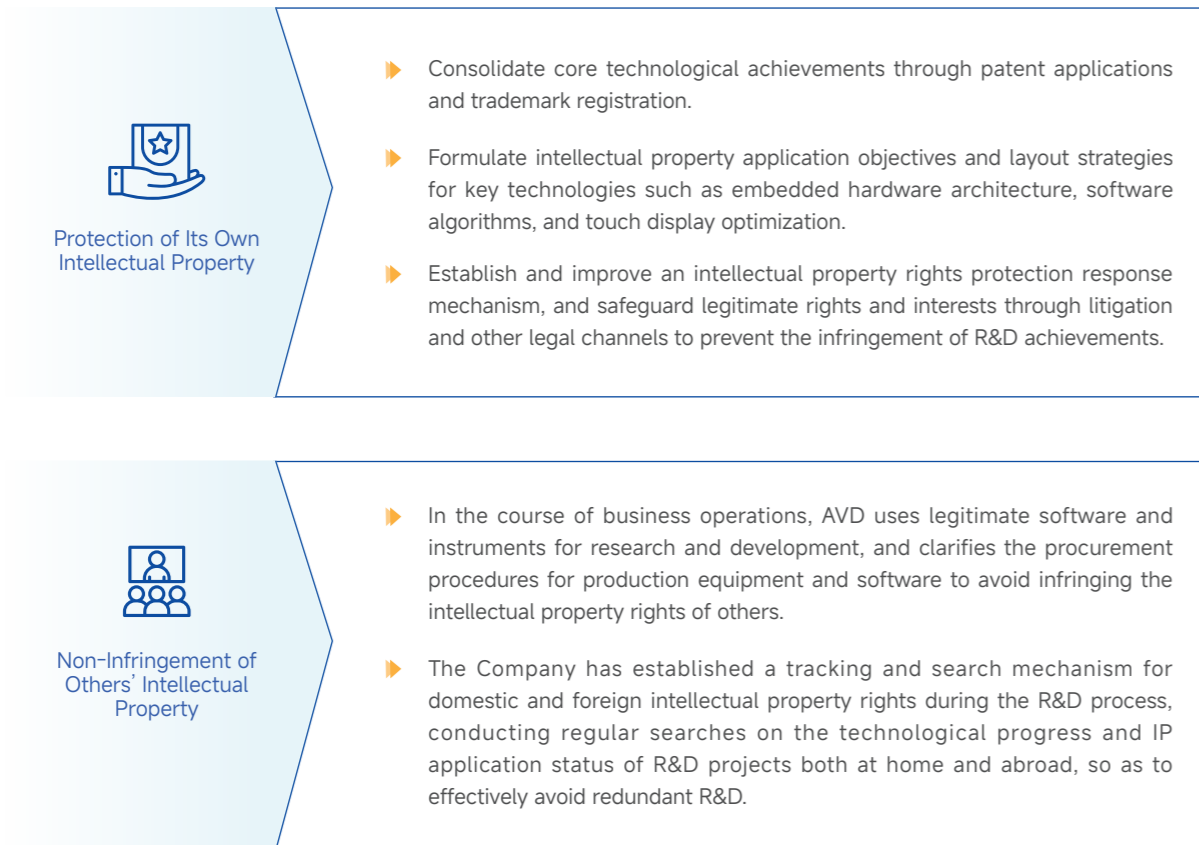 Protection of Its Own
Intellectual Property
Consolidate core technological achievements through patent applications
and trademark registration.
Formulate intellectual property application objectives and layout strategies
for key technologies such as embedded hardware architecture, software
algorithms, and touch display optimization.
Establish and improve an intellectual property rights protection response
mechanism, and safeguard legitimate rights and interests through litigation
and other legal channels to prevent the infringement of R&D achievements.
Non-Infringement of
Others' Intellectual
Property
In the course of business operations, AVD uses legitimate software and
instruments for research and development, and clarifies the procurement
procedures for production equipment and software to avoid infringing the
intellectual property rights of others.
The Company has established a tracking and search mechanism for
domestic and foreign intellectual property rights during the R&D process,
conducting regular searches on the technological progress and IP
application status of R&D projects both at home and abroad, so as to
effectively avoid redundant R&D.